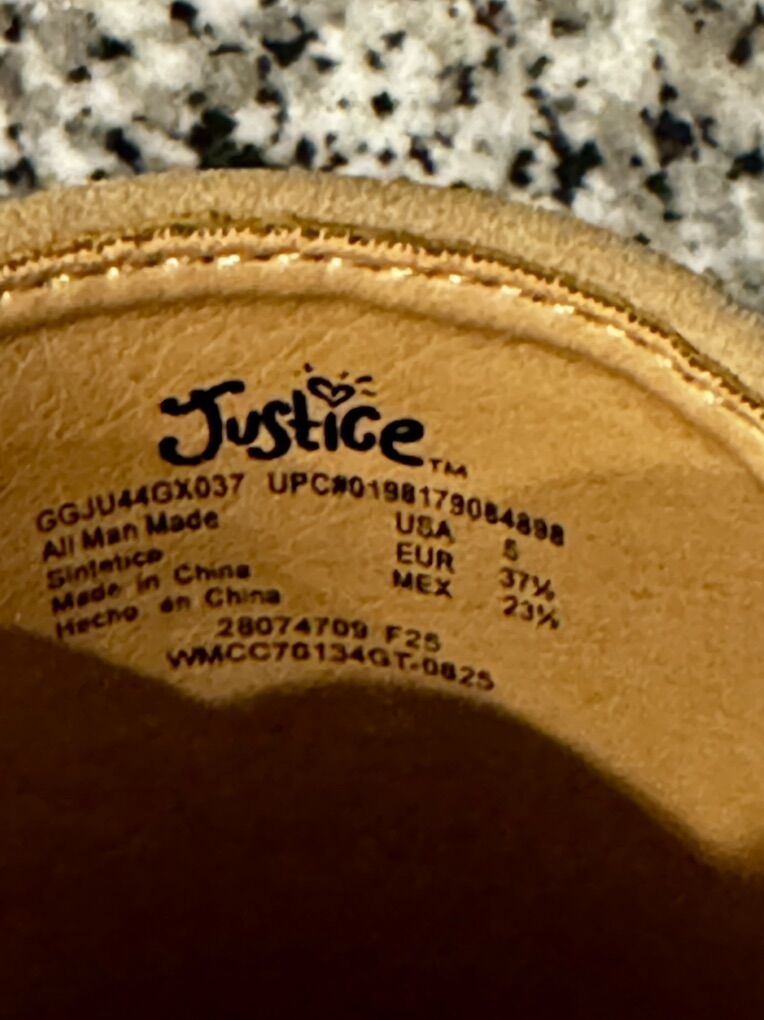 Justice™
GGJU44GX037 UPC#0198179084898
All Man Made
Sintetico
Made in China
Hecho en China
USA 5
EUR 37½
MEX 23½
28074709 F25
WMCC70134GT-0825